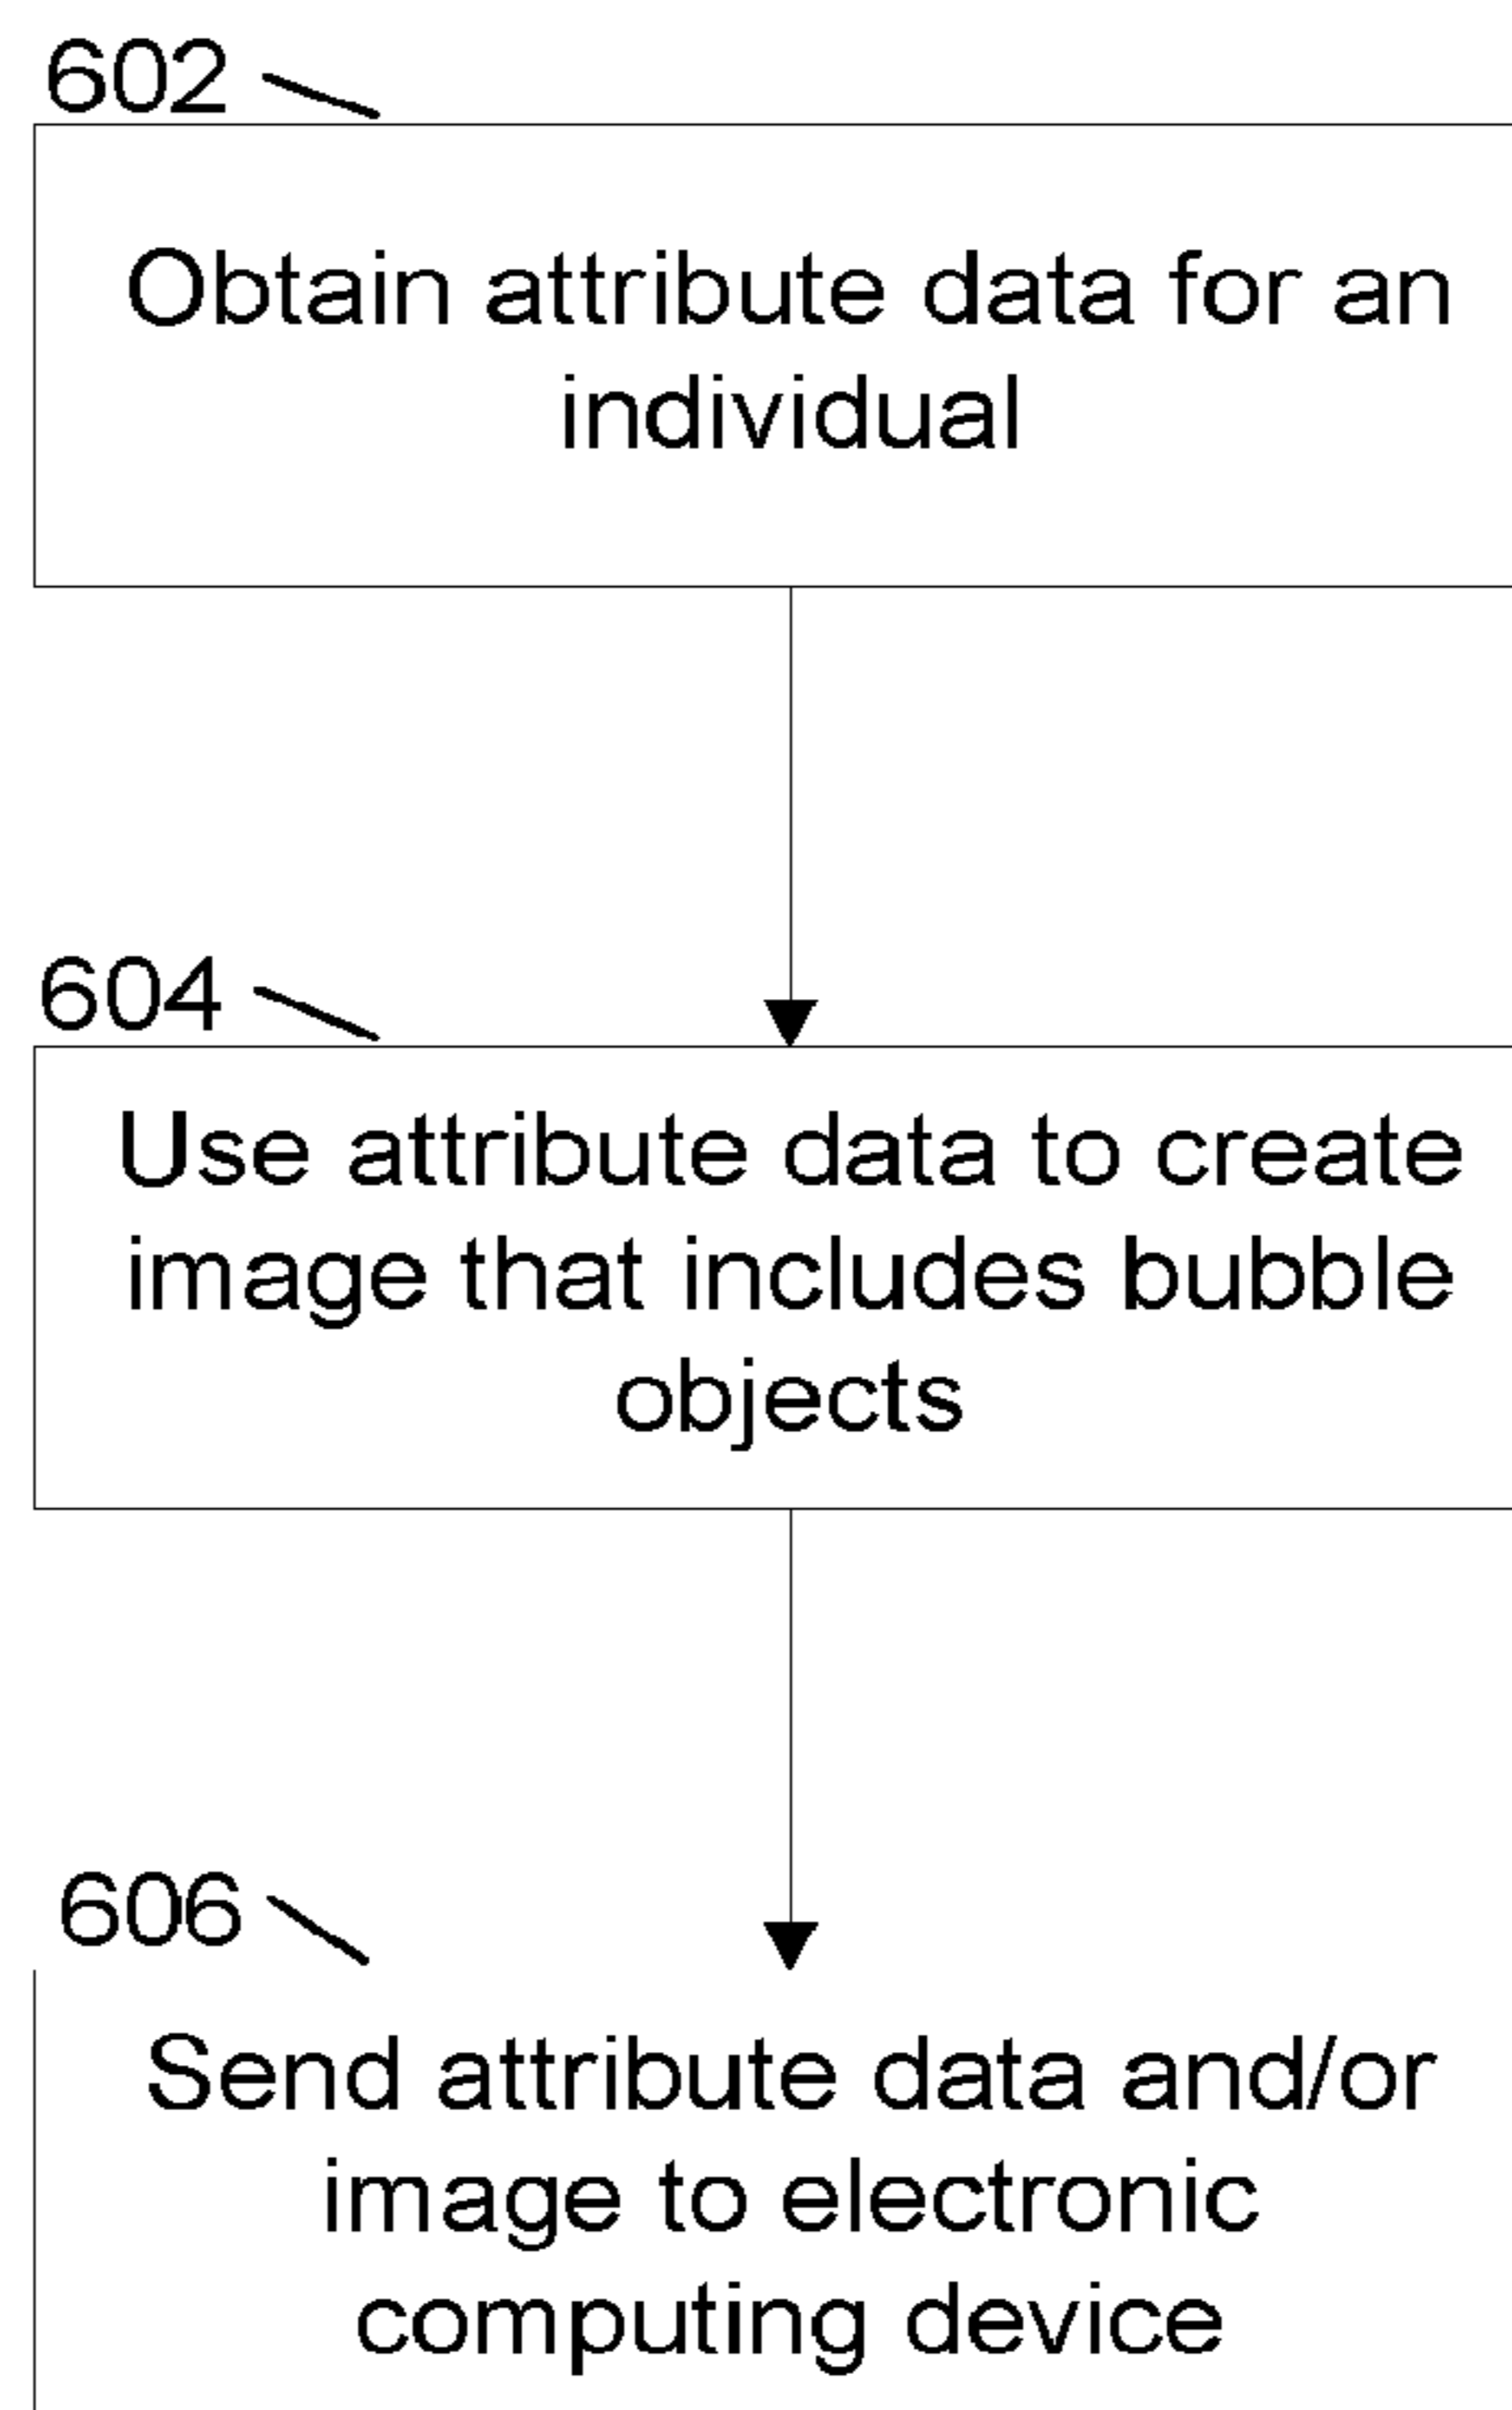 602
Obtain attribute data for an
individual
604
Use attribute data to create
image that includes bubble
objects
606
Send attribute data and/or
image to electronic
computing device